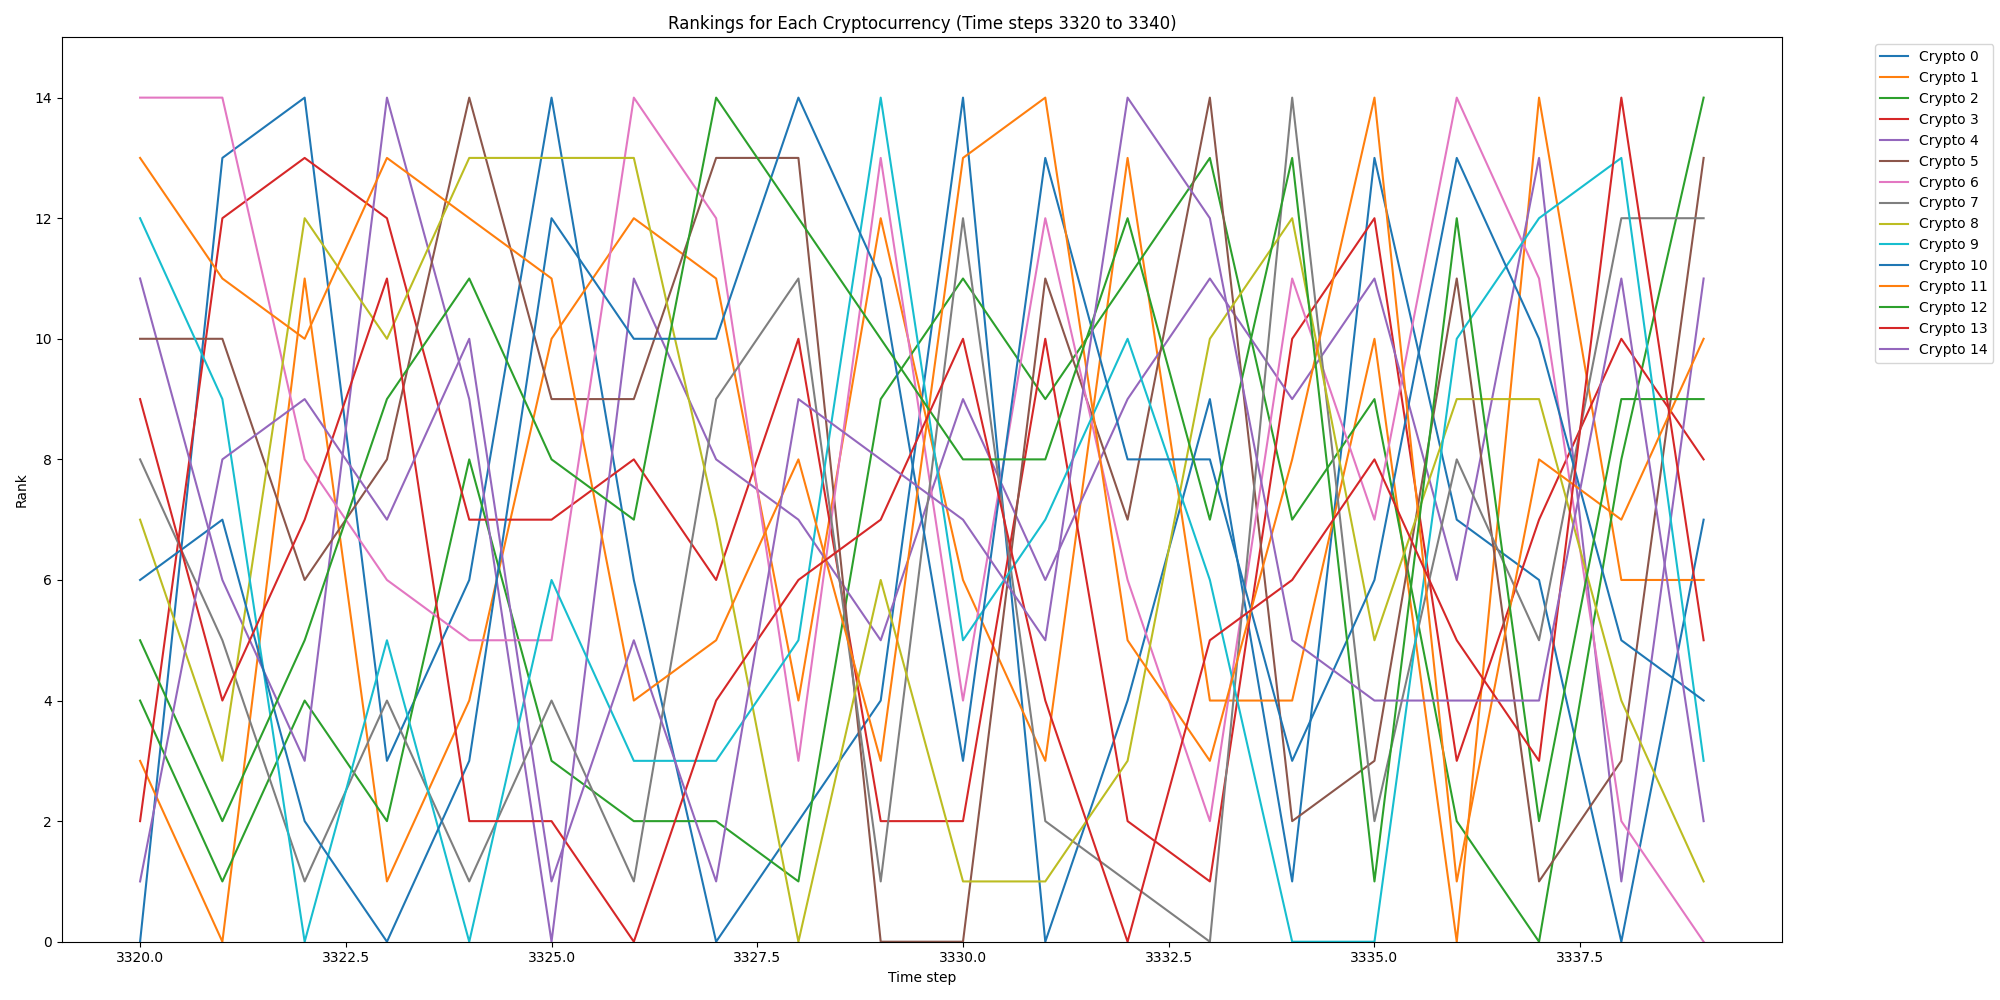 Rankings for Each Cryptocurrency (Time steps 3320 to 3340)
Rank
14
12
10
8
6
4
2
0
3320.0
3322.5
3325.0
3327.5
3330.0
3332.5
3335.0
3337.5
Time step
Crypto 0
Crypto 1
Crypto 2
Crypto 3
Crypto 4
Crypto 5
Crypto 6
Crypto 7
Crypto 8
Crypto 9
Crypto 10
Crypto 11
Crypto 12
Crypto 13
Crypto 14